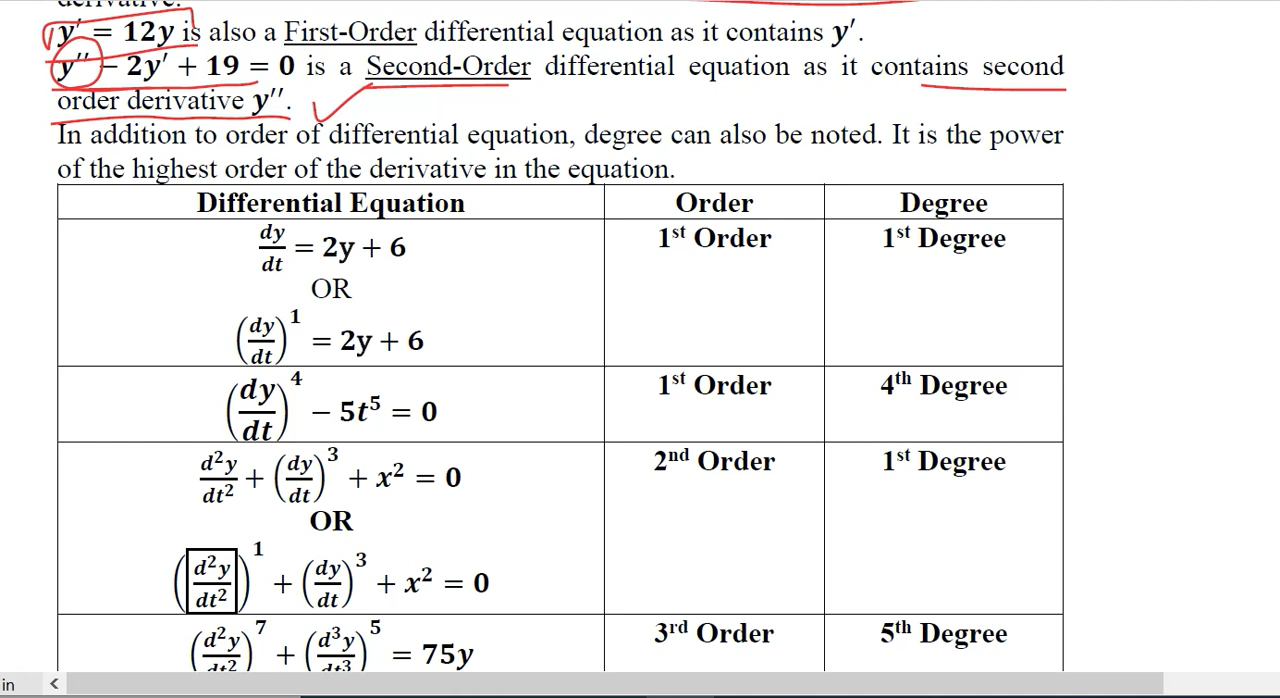 derivative.
y′ = 12y is also a First-Order differential equation as it contains y′.
y′′ − 2y′ + 19 = 0 is a Second-Order differential equation as it contains second
order derivative y′′.
In addition to order of differential equation, degree can also be noted. It is the power
of the highest order of the derivative in the equation.
Differential Equation Order Degree
dy/dt = 2y + 6 1st Order 1st Degree
OR
(dy/dt)^1 = 2y + 6
(dy/dt)^4 − 5t^5 = 0 1st Order 4th Degree
d²y/dt² + (dy/dt)^3 + x² = 0 2nd Order 1st Degree
OR
(d²y/dt²)^1 + (dy/dt)^3 + x² = 0
(d²y/dt²)^7 + (d³y/dt³)^5 = 75y 3rd Order 5th Degree
in <